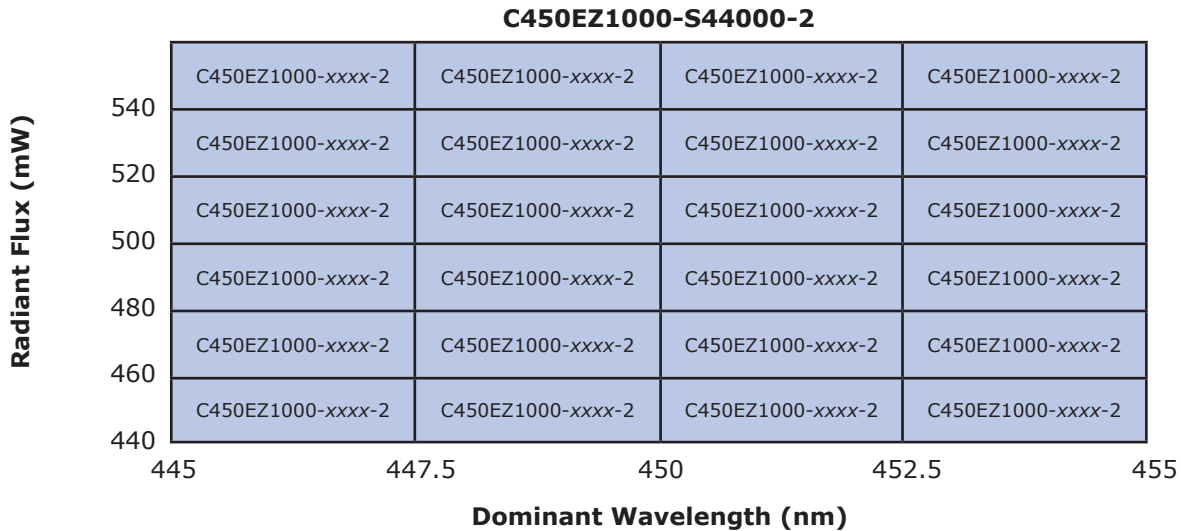 C450EZ1000-S44000-2
C450EZ1000-xxxx-2 C450EZ1000-xxxx-2 C450EZ1000-xxxx-2 C450EZ1000-xxxx-2
540
C450EZ1000-xxxx-2 C450EZ1000-xxxx-2 C450EZ1000-xxxx-2 C450EZ1000-xxxx-2
520
C450EZ1000-xxxx-2 C450EZ1000-xxxx-2 C450EZ1000-xxxx-2 C450EZ1000-xxxx-2
500
C450EZ1000-xxxx-2 C450EZ1000-xxxx-2 C450EZ1000-xxxx-2 C450EZ1000-xxxx-2
480
C450EZ1000-xxxx-2 C450EZ1000-xxxx-2 C450EZ1000-xxxx-2 C450EZ1000-xxxx-2
460
C450EZ1000-xxxx-2 C450EZ1000-xxxx-2 C450EZ1000-xxxx-2 C450EZ1000-xxxx-2
440
Radiant Flux (mW)
445 447.5 450 452.5 455
Dominant Wavelength (nm)